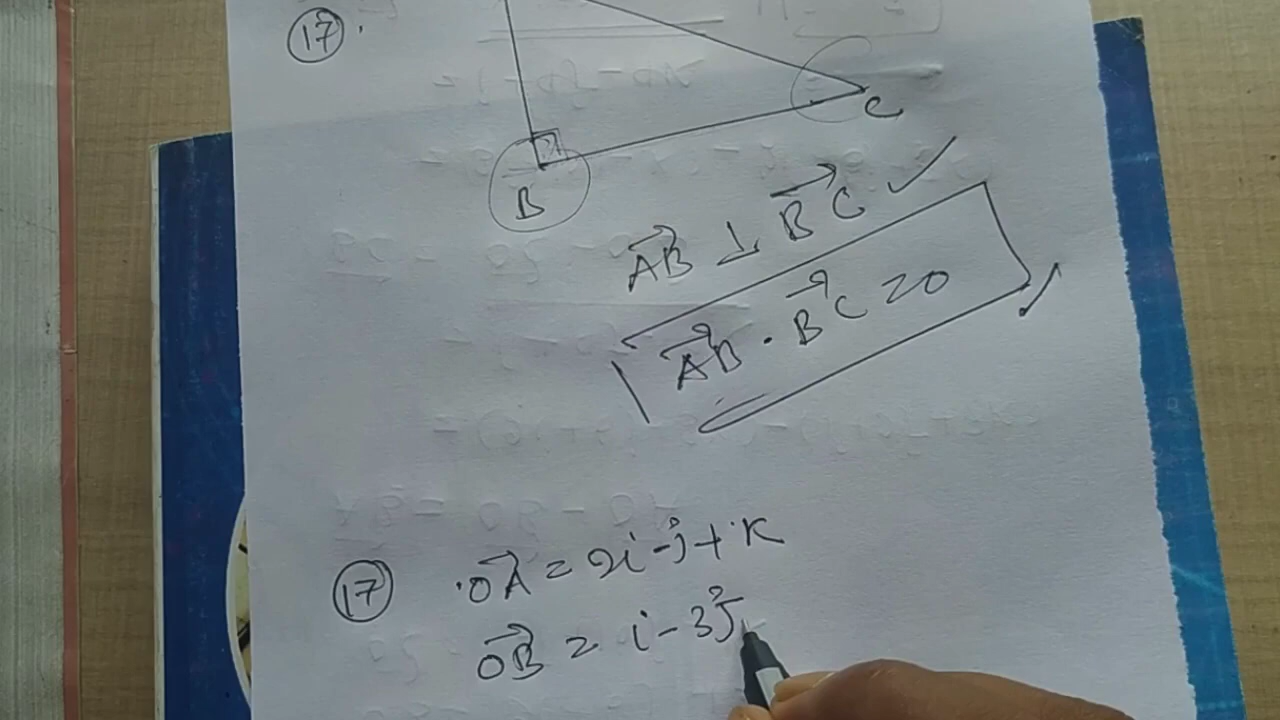 17.
C
B
AB ⊥ BC ✓
AB · BC = 0
17 OA = 2i - j + k
OB = i - 3j